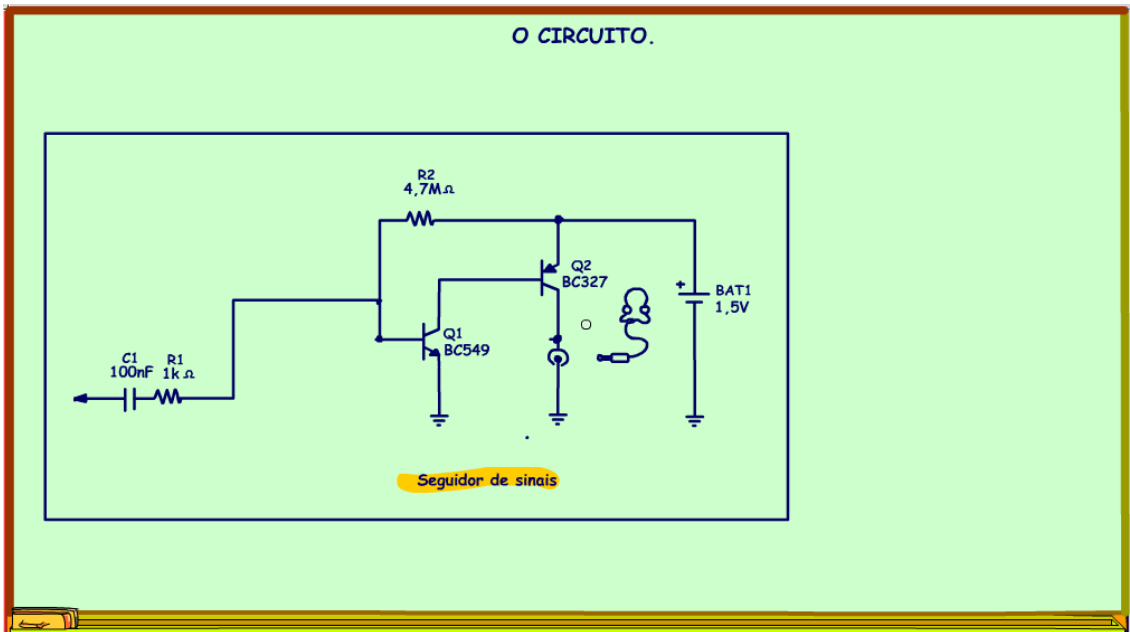 O CIRCUITO.
R2
4,7MΩ
Q2
BC327
BAT1
1,5V
Q1
BC549
C1
100nF
R1
1kΩ
Seguidor de sinais